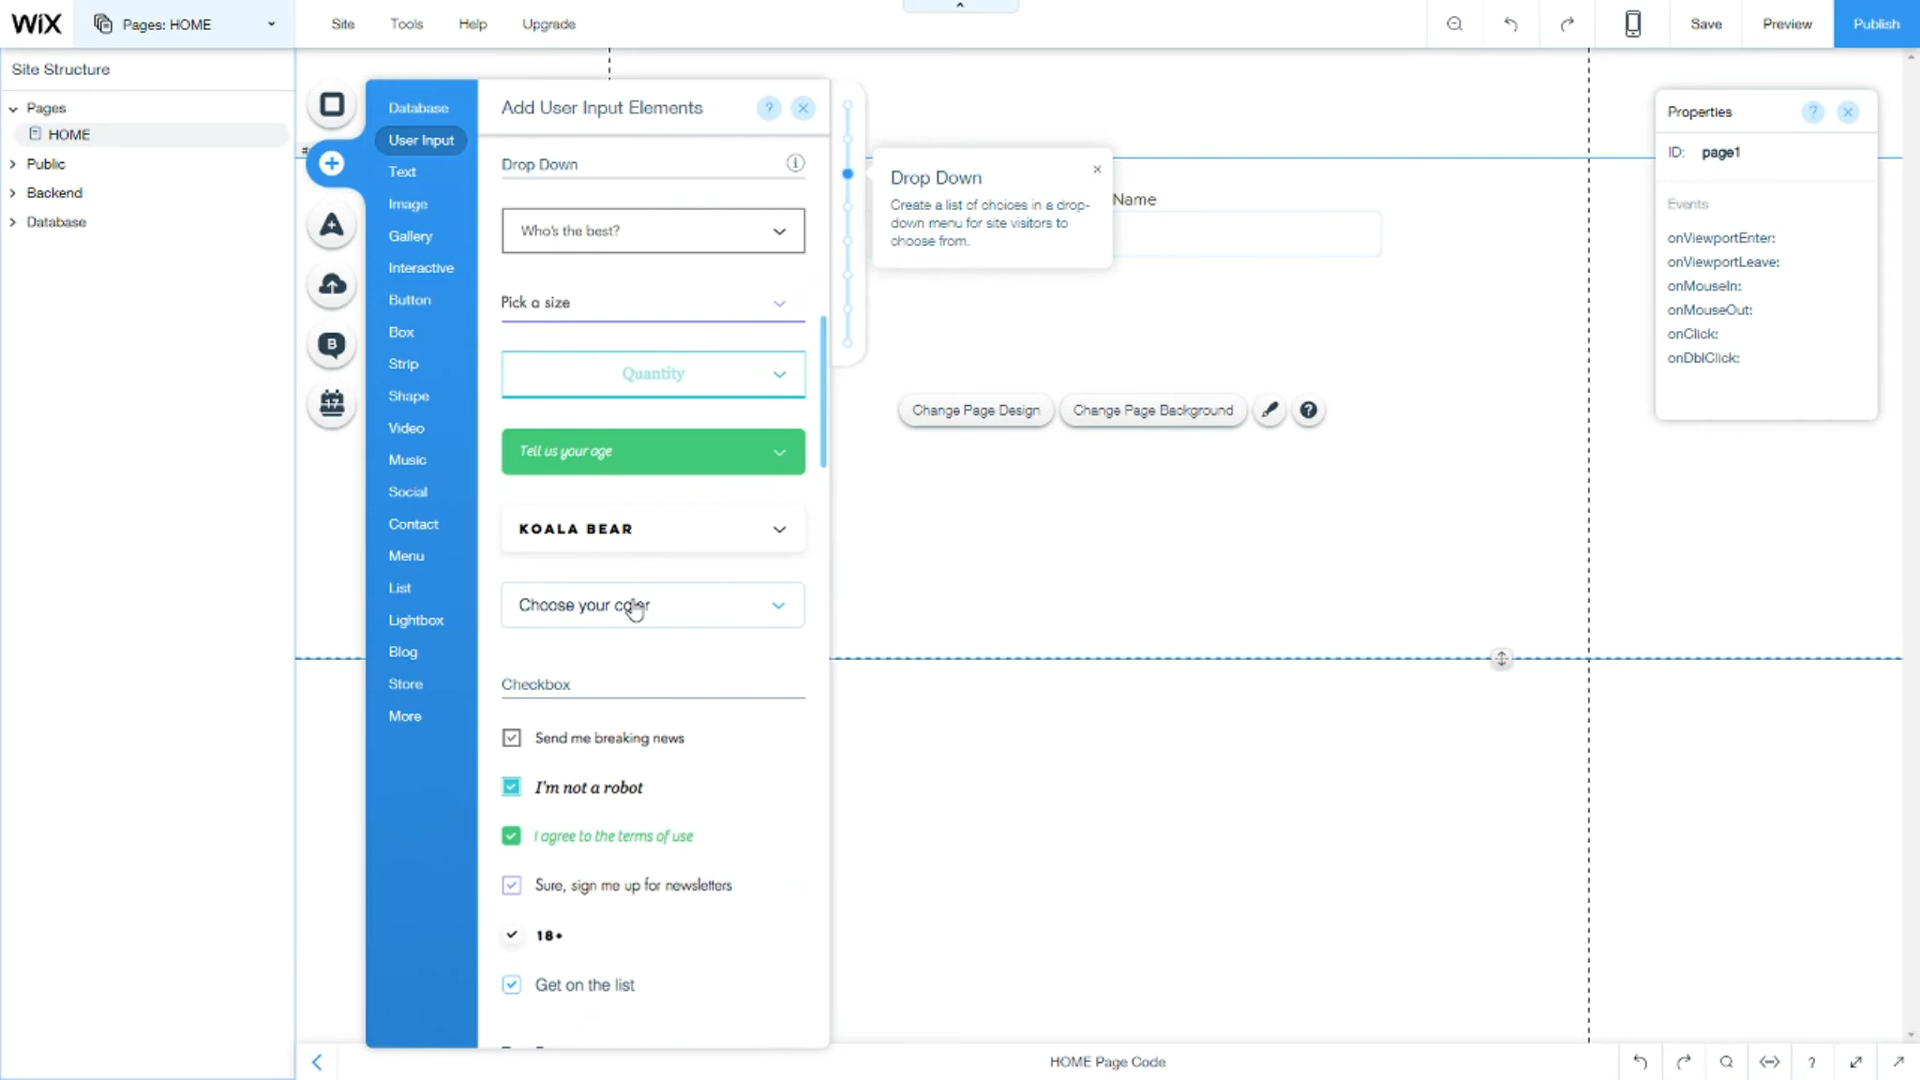 WiX
Pages: HOME
Site
Tools
Help
Upgrade
Save
Preview
Publish
Site Structure
Pages
HOME
Public
Backend
Database
Database
User Input
Text
Image
Gallery
Interactive
Button
Box
Strip
Shape
Video
Music
Social
Contact
Menu
List
Lightbox
Blog
Store
More
Add User Input Elements
?
Drop Down
Who's the best?
Pick a size
Quantity
Tell us your age
KOALA BEAR
Choose your color
Checkbox
Send me breaking news
I'm not a robot
I agree to the terms of use
Sure, sign me up for newsletters
18+
Get on the list
Drop Down
Create a list of choices in a drop-
down menu for site visitors to
choose from.
Name
Change Page Design
Change Page Background
?
Properties
?
ID: page1
Events
onViewportEnter:
onViewportLeave:
onMouseIn:
onMouseOut:
onClick:
onDblClick:
HOME Page Code
?